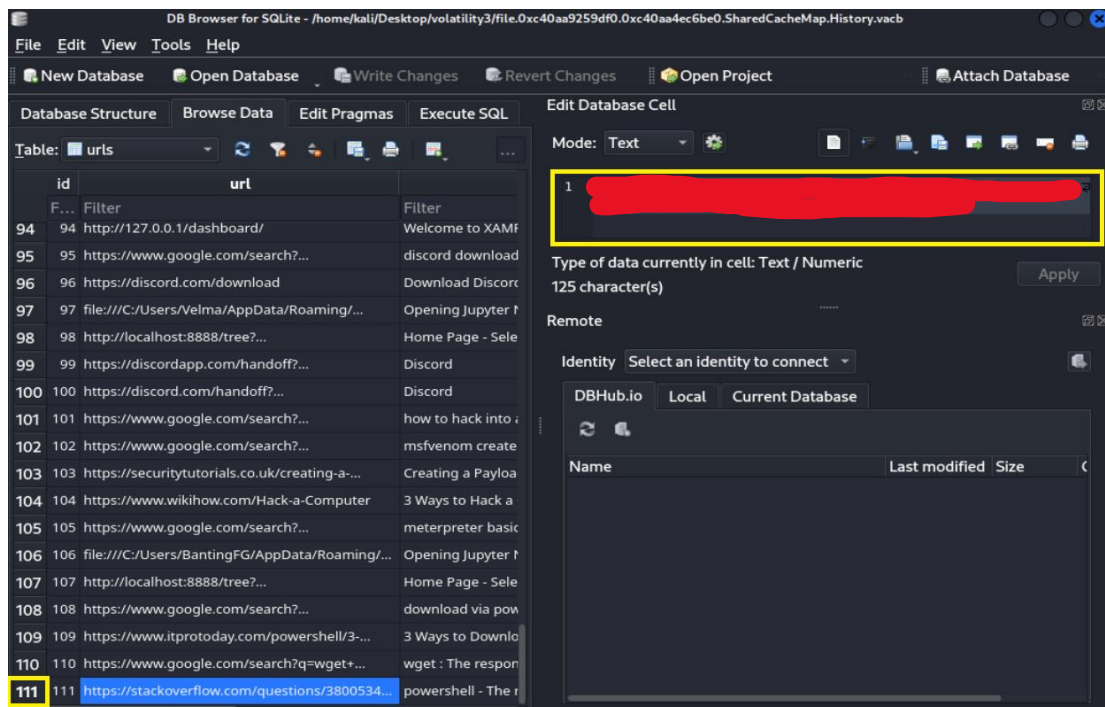 DB Browser for SQLite - /home/kali/Desktop/volatility3/file.0xc40aa9259df0.0xc40aa4ec6be0.SharedCacheMap.History.vacb
File Edit View Tools Help
New Database Open Database Write Changes Revert Changes Open Project Attach Database
Database Structure Browse Data Edit Pragmas Execute SQL
Table: urls ...
id url
F... Filter Filter
94 94 http://127.0.0.1/dashboard/ Welcome to XAMF
95 95 https://www.google.com/search?... discord download
96 96 https://discord.com/download Download Discord
97 97 file:///C:/Users/Velma/AppData/Roaming/... Opening Jupyter
98 98 http://localhost:8888/tree?... Home Page - Sele
99 99 https://discordapp.com/handoff?... Discord
100 100 https://discord.com/handoff?... Discord
101 101 https://www.google.com/search?... how to hack into
102 102 https://www.google.com/search?... msfvenom create
103 103 https://securitytutorials.co.uk/creating-a-... Creating a Payloa
104 104 https://www.wikihow.com/Hack-a-Computer 3 Ways to Hack a
105 105 https://www.google.com/search?... meterpreter basic
106 106 file:///C:/Users/BantingFG/AppData/Roaming/... Opening Jupyter
107 107 http://localhost:8888/tree?... Home Page - Sele
108 108 https://www.google.com/search?... download via pow
109 109 https://www.itprotoday.com/powershell/3-... 3 Ways to Downlo
110 110 https://www.google.com/search?q=wget+... wget : The respon
111 111 https://stackoverflow.com/questions/3800534... powershell - The
Edit Database Cell
Mode: Text
1
Type of data currently in cell: Text / Numeric
125 character(s)
Apply
Remote
Identity Select an identity to connect
DBHub.io Local Current Database
Name Last modified Size